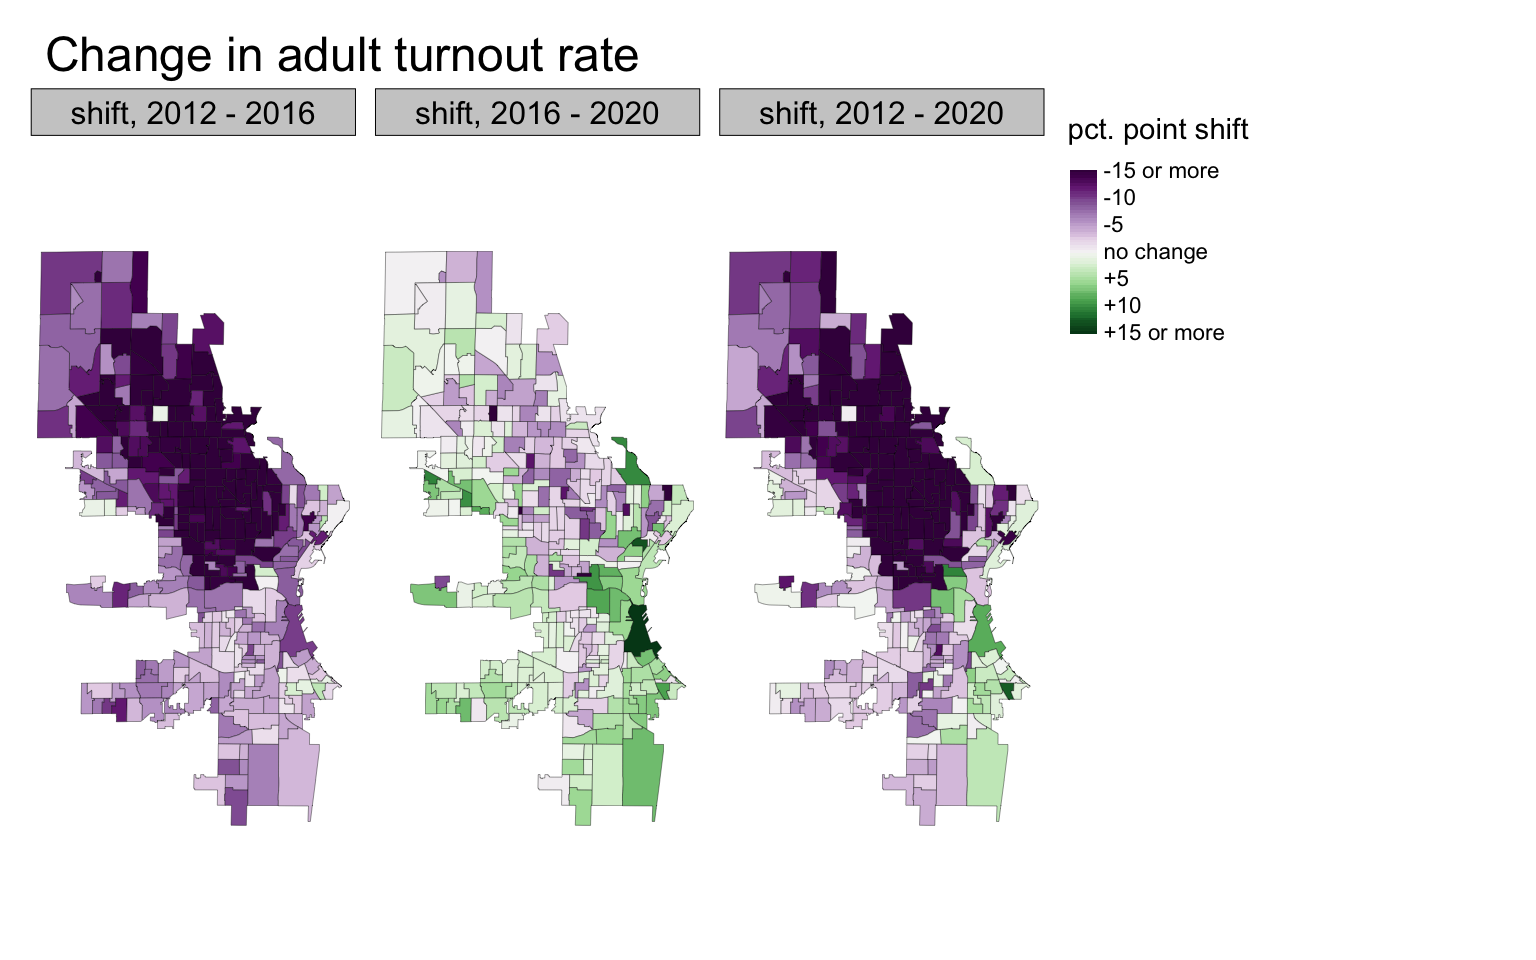 Change in adult turnout rate
shift, 2012 - 2016
shift, 2016 - 2020
shift, 2012 - 2020
pct. point shift
-15 or more
-10
-5
no change
+5
+10
+15 or more